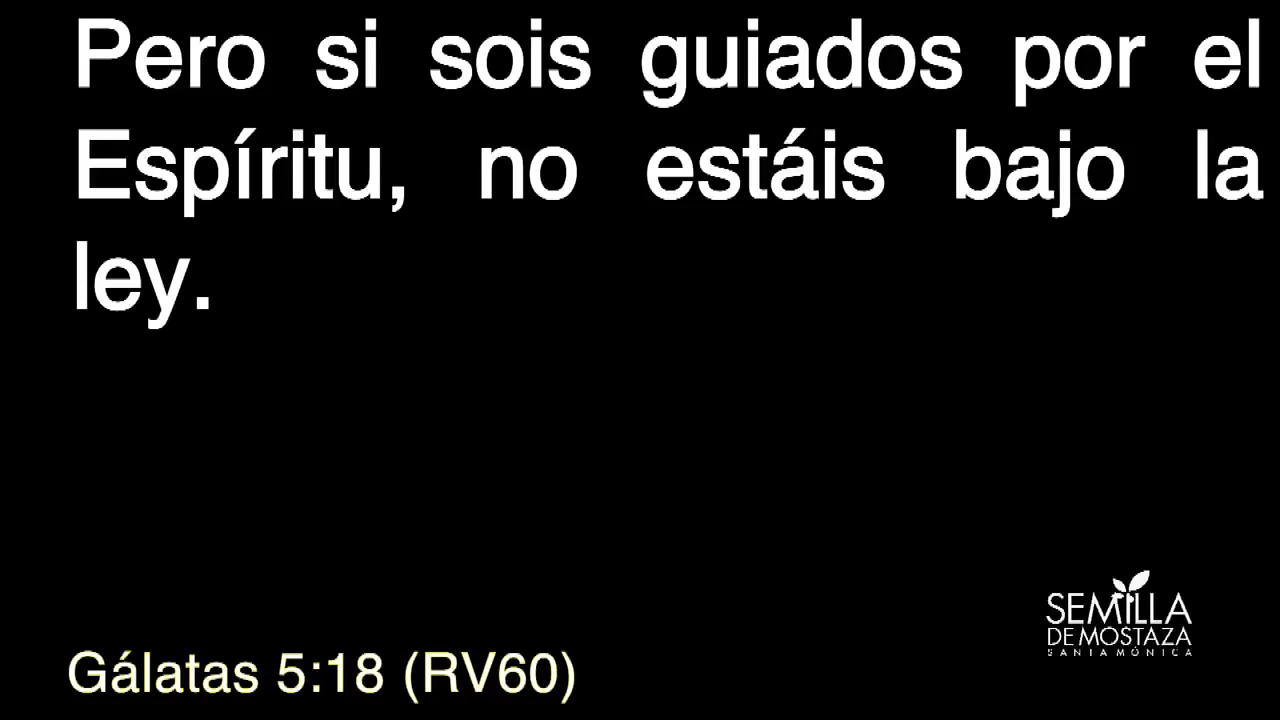 Pero si sois guiados por el
Espíritu, no estáis bajo la
ley.
SEMILLA
DE MOSTAZA
SANTA MÓNICA
Gálatas 5:18 (RV60)